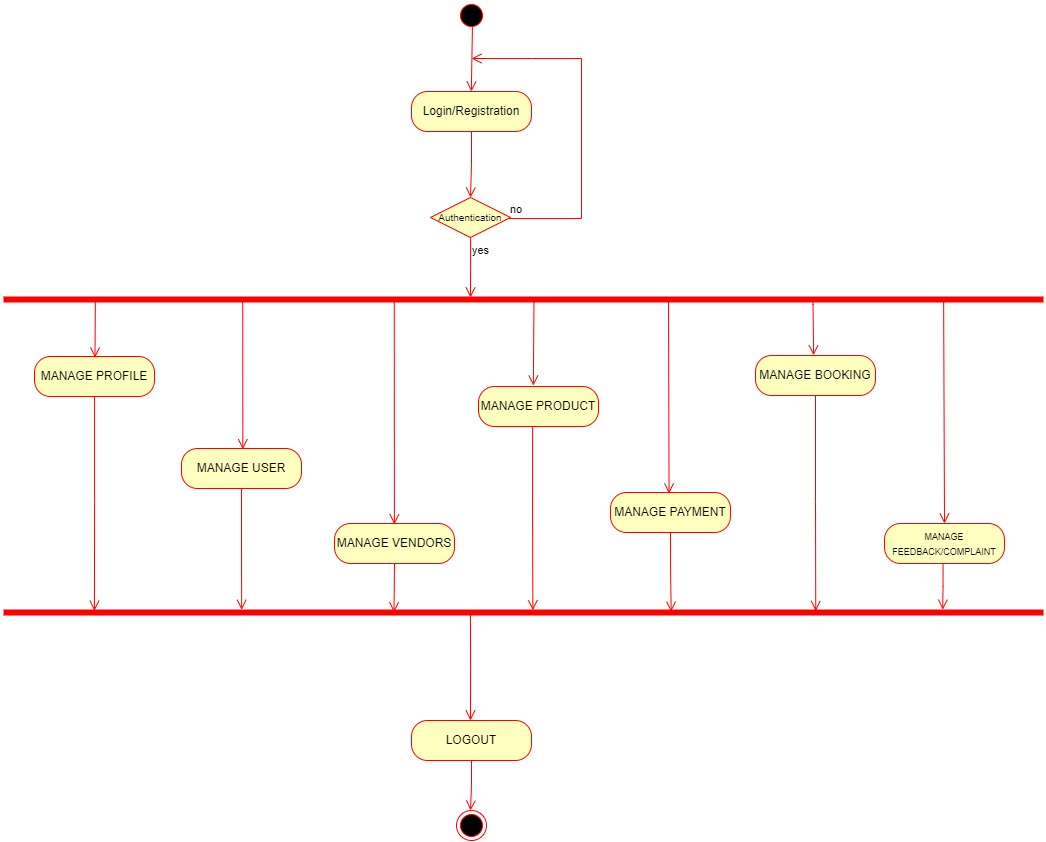 Login/Registration
Authentication
no
yes
MANAGE PROFILE
MANAGE BOOKING
MANAGE PRODUCT
MANAGE USER
MANAGE PAYMENT
MANAGE VENDORS
MANAGE
FEEDBACK/COMPLAINT
LOGOUT